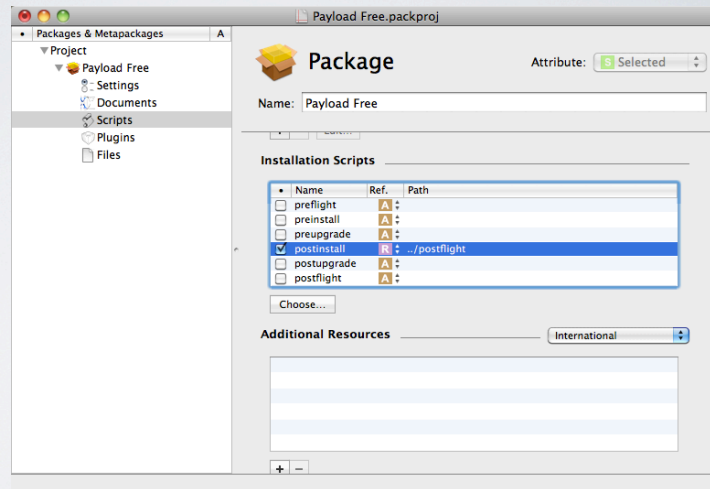 Payload Free.packproj
Packages & Metapackages A
Project
Payload Free
Settings
Documents
Scripts
Plugins
Files
Package
Attribute: S Selected
Name: Payload Free
Installation Scripts
Name Ref. Path
preflight A
preinstall A
preupgrade A
postinstall R ../postflight
postupgrade A
postflight A
Choose...
Additional Resources International
+ −